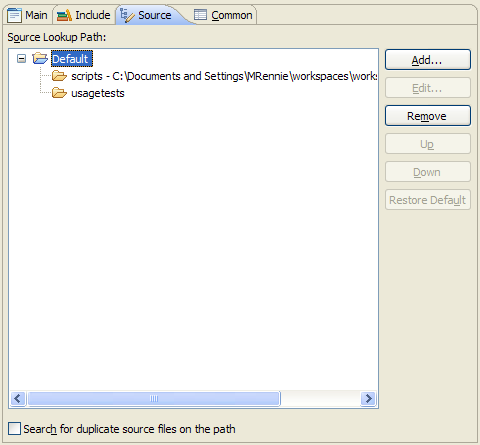 Main Include Source Common
Source Lookup Path:
Default
scripts - C:\Documents and Settings\MRennie\workspaces\works
usagetests
Add...
Edit...
Remove
Up
Down
Restore Default
Search for duplicate source files on the path